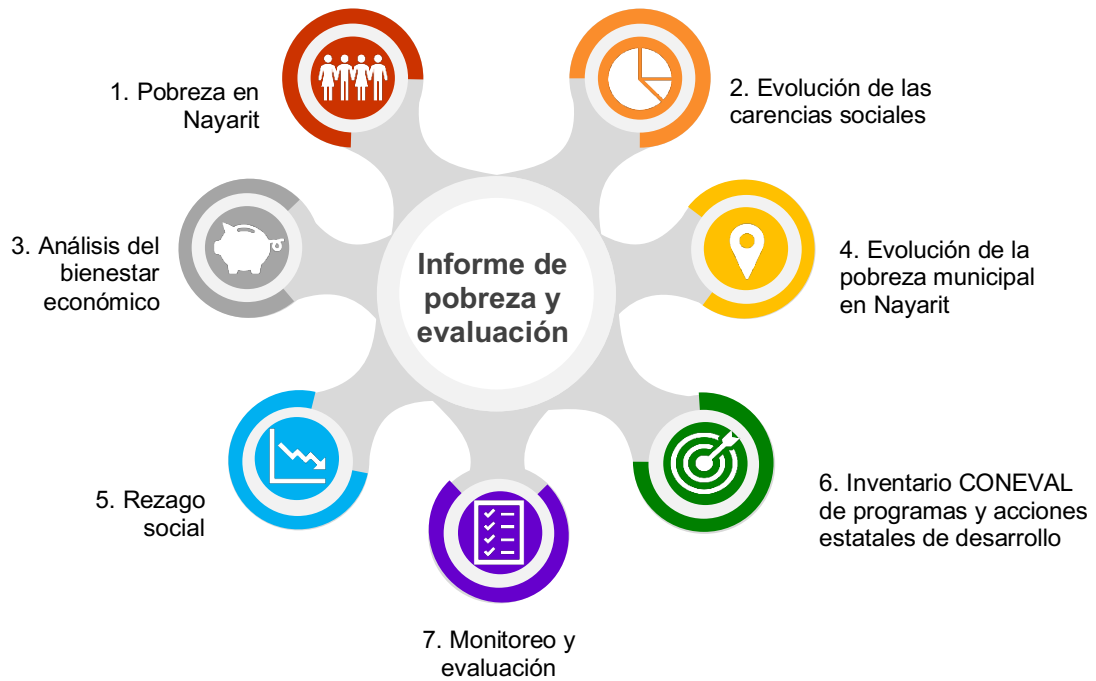 1. Pobreza en
Nayarit
2. Evolución de las
carencias sociales
3. Análisis del
bienestar
económico
Informe de
pobreza y
evaluación
4. Evolución de la
pobreza municipal
en Nayarit
5. Rezago
social
6. Inventario CONEVAL
de programas y acciones
estatales de desarrollo
7. Monitoreo y
evaluación